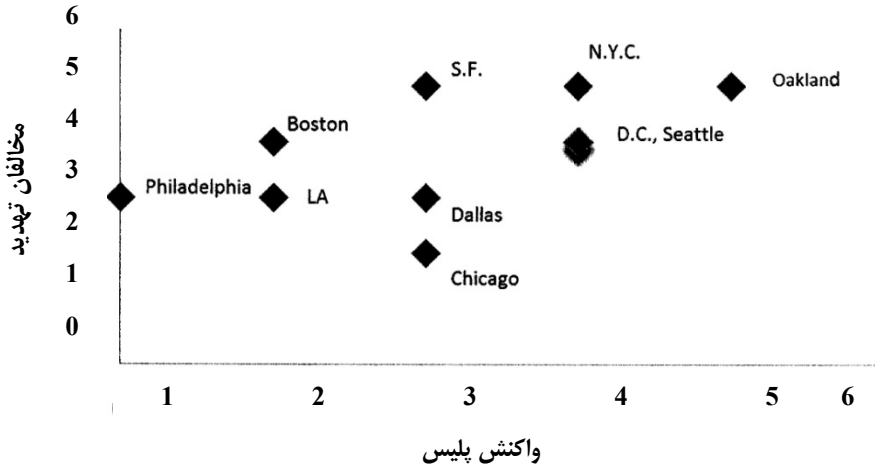 6
5
4
3
2
1
0
مخالفان تهدید
S.F.
N.Y.C.
Oakland
Boston
D.C., Seattle
Philadelphia
LA
Dallas
Chicago
1 2 3 4 5 6
واکنش پلیس